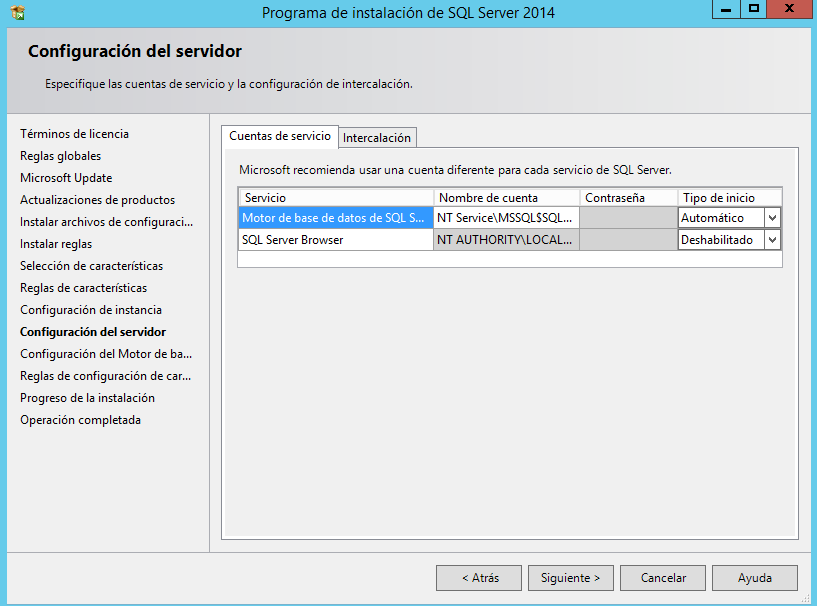 Programa de instalación de SQL Server 2014
Configuración del servidor
Especifique las cuentas de servicio y la configuración de intercalación.
Términos de licencia
Reglas globales
Microsoft Update
Actualizaciones de productos
Instalar archivos de configuraci...
Instalar reglas
Selección de características
Reglas de características
Configuración de instancia
Configuración del servidor
Configuración del Motor de ba...
Reglas de configuración de car...
Progreso de la instalación
Operación completada
Cuentas de servicio Intercalación
Microsoft recomienda usar una cuenta diferente para cada servicio de SQL Server.
Servicio Nombre de cuenta Contraseña Tipo de inicio
Motor de base de datos de SQL S... NT Service\MSSQL$SQL... Automático
SQL Server Browser NT AUTHORITY\LOCAL... Deshabilitado
< Atrás Siguiente > Cancelar Ayuda